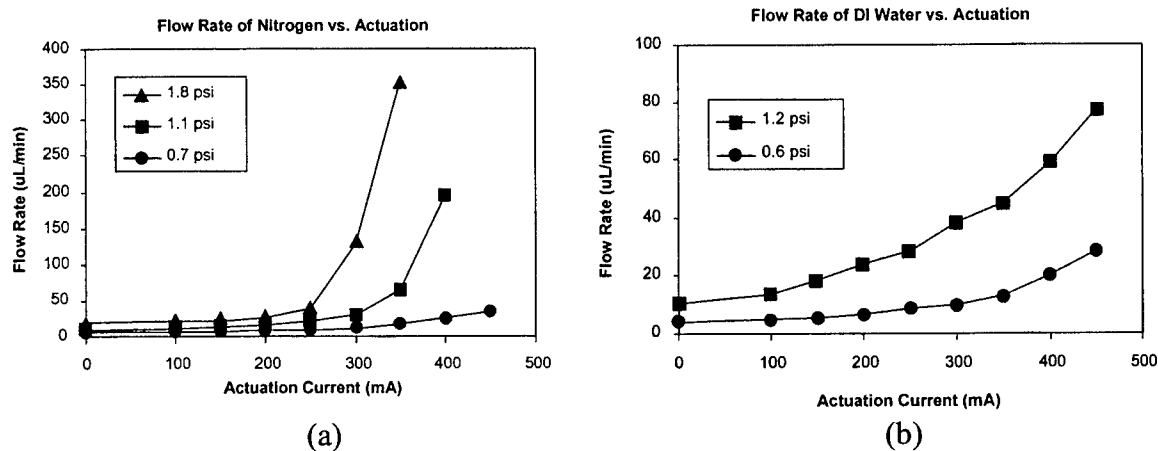 Flow Rate of Nitrogen vs. Actuation
Flow Rate (uL/min)
400
350
300
250
200
150
100
50
0
1.8 psi
1.1 psi
0.7 psi
0 100 200 300 400 500
Actuation Current (mA)
(a)
Flow Rate of DI Water vs. Actuation
Flow Rate (uL/min)
100
80
60
40
20
0
1.2 psi
0.6 psi
0 100 200 300 400 500
Actuation Current (mA)
(b)